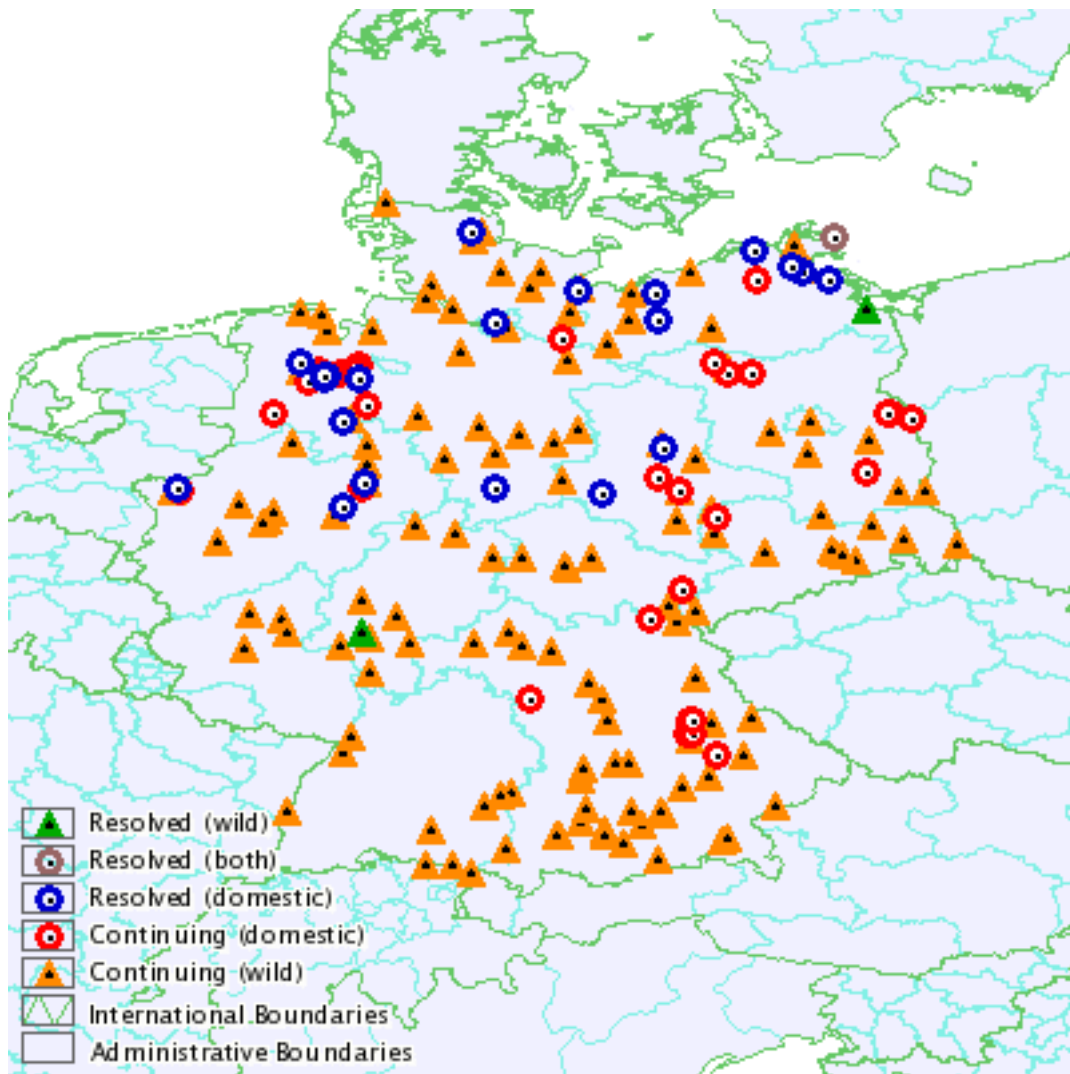 Resolved (wild)
Resolved (both)
Resolved (domestic)
Continuing (domestic)
Continuing (wild)
International Boundaries
Administrative Boundaries